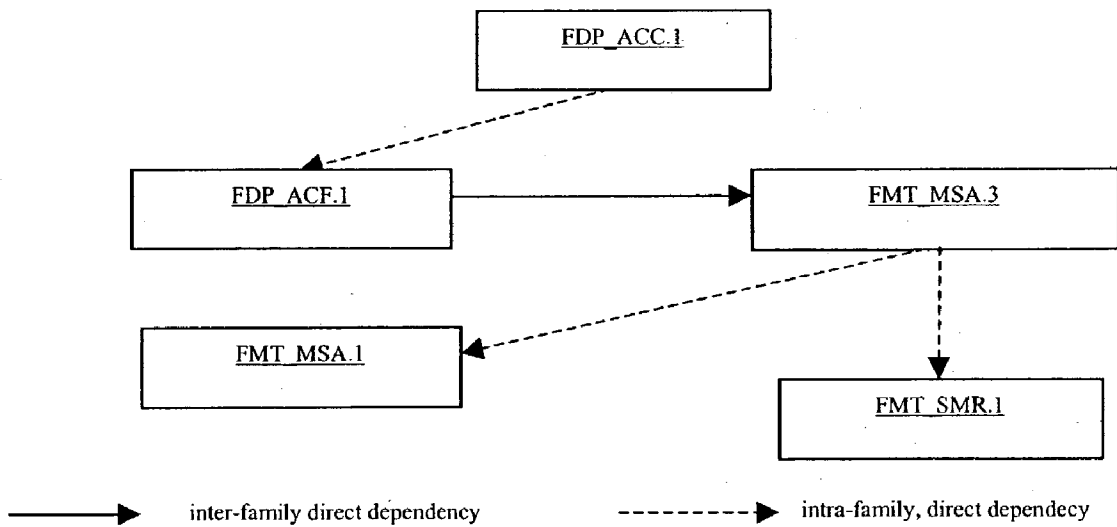 FDP_ACC.1
FDP_ACF.1
FMT_MSA.3
FMT_MSA.1
FMT_SMR.1
inter-family direct dependency
intra-family, direct dependecy